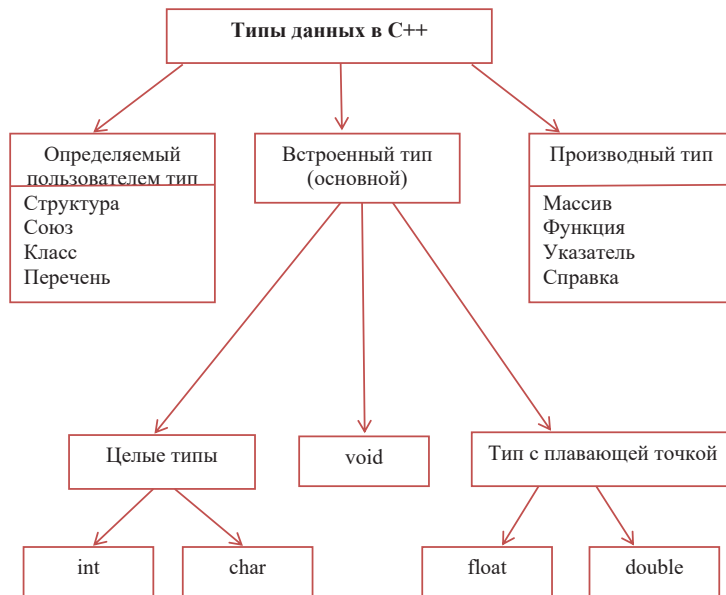 Типы данных в С++
Определяемый
пользователем тип
Структура
Союз
Класс
Перечень
Встроенный тип
(основной)
Производный тип
Массив
Функция
Указатель
Справка
Целые типы
void
Тип с плавающей точкой
int
char
float
double